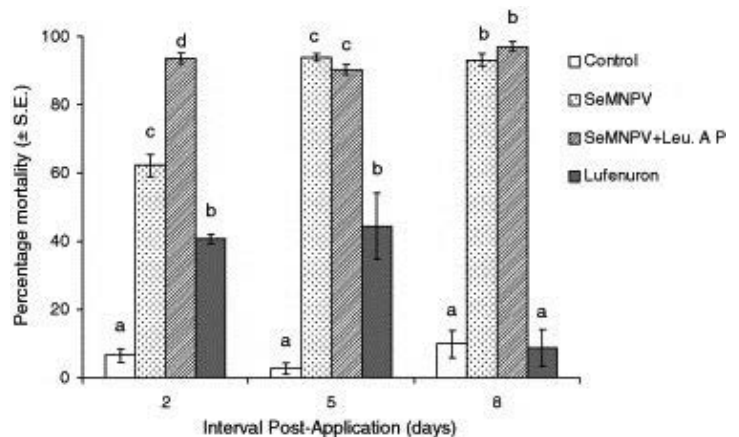 Percentage mortality (± S.E.)
100
80
60
40
20
0
a
c
d
b
a
c
c
b
a
b
b
a
2
5
8
Interval Post-Application (days)
Control
SeMNPV
SeMNPV+Leu. A P
Lufenuron